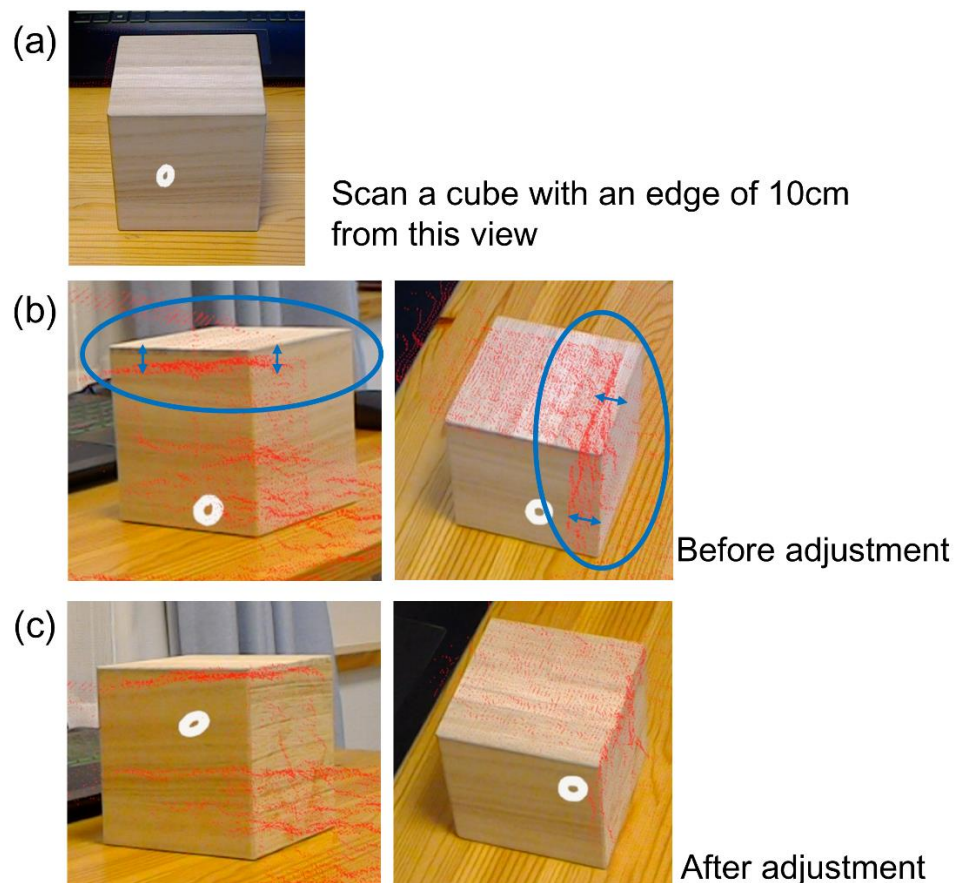 (a)
Scan a cube with an edge of 10cm
from this view
(b)
Before adjustment
(c)
After adjustment